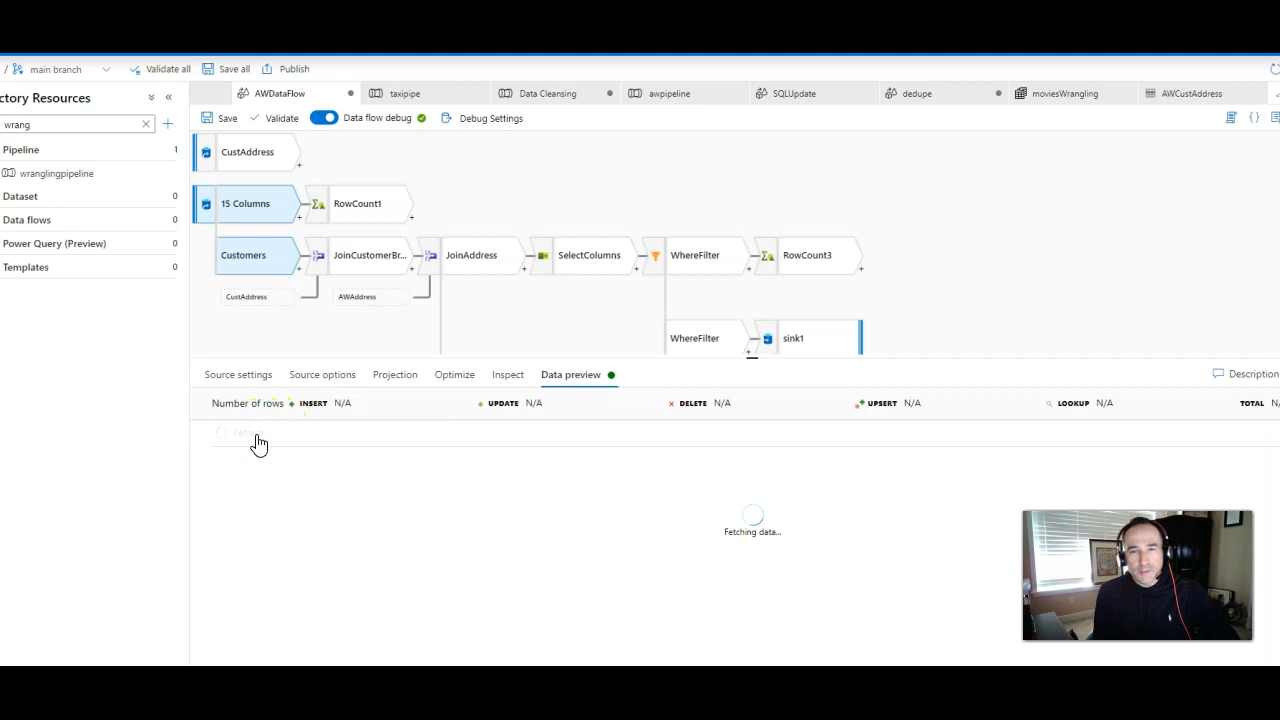 / main branch Validate all Save all Publish
ctory Resources
AWDataFlow taxipipe Data Cleansing awpipeline SQLUpdate dedupe moviesWrangling AWCustAddress
wrang
Save Validate Data flow debug Debug Settings { }
Pipeline 1
wranglingpipeline
Dataset 0
Data flows 0
Power Query (Preview) 0
Templates 0
CustAddress
15 Columns RowCount1
Customers JoinCustomerBr... JoinAddress SelectColumns WhereFilter RowCount3
CustAddress AWAddress
WhereFilter sink1
Source settings Source options Projection Optimize Inspect Data preview Description
Number of rows INSERT N/A UPDATE N/A DELETE N/A UPSERT N/A LOOKUP N/A TOTAL N/
Refresh
Fetching data...